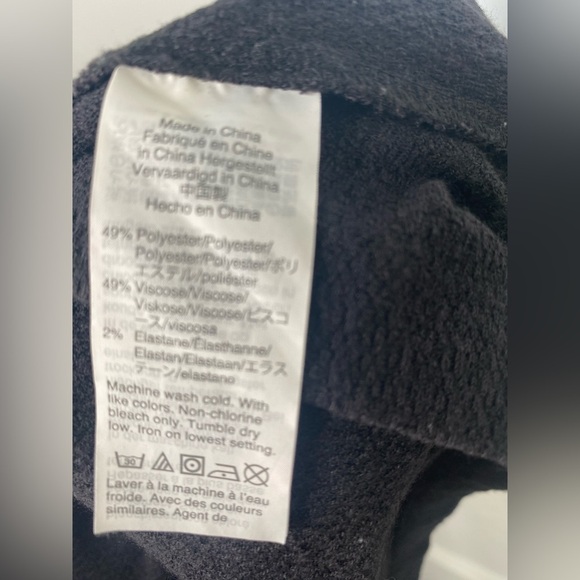 Made in China
Fabriqué en Chine
in China Hergestellt
Vervaardigd in China
中国製
Hecho en China
49% Polyester/Polyester/
Polyester/Polyester/ポリ
エステル/poliéster
49% Viscose/Viscose/
Viskose/Viscose/ビスコ
ース/viscosa
2% Elastane/Élasthanne/
Elastan/Elastaan/エラス
テーン/elastano
Machine wash cold. With
like colors. Non-chlorine
bleach only. Tumble dry
low. Iron on lowest setting.
30
Laver à la machine à l'eau
froide. Avec des couleurs
similaires. Agent de